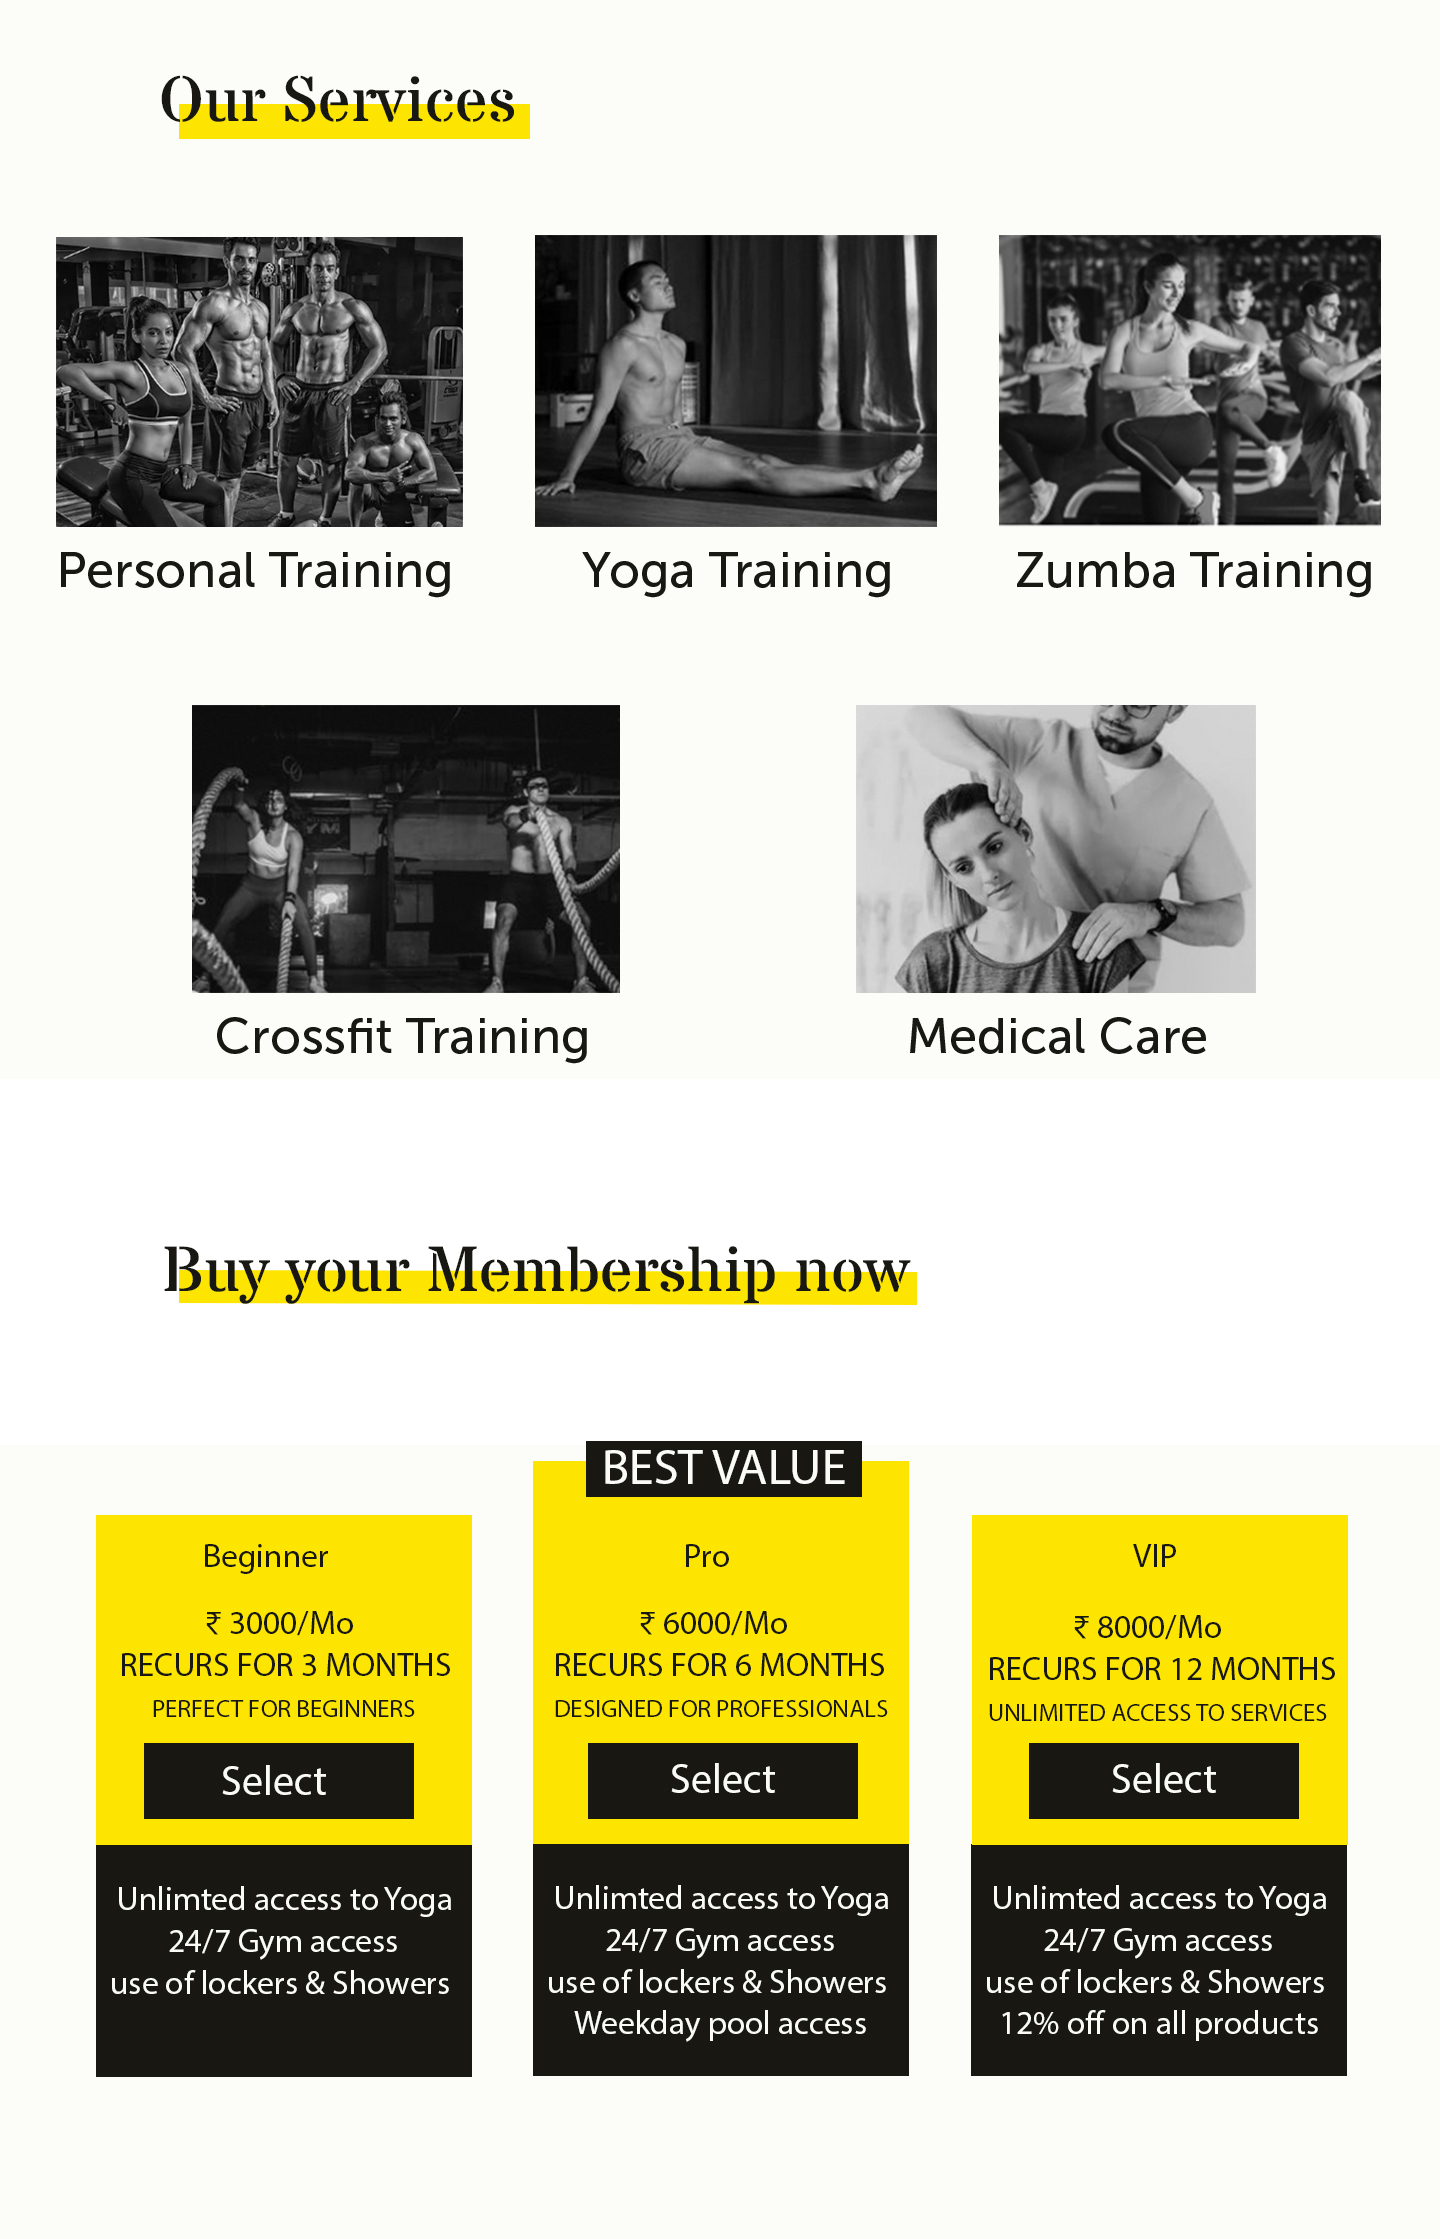 Our Services
Personal Training
Yoga Training
Zumba Training
Crossfit Training
Medical Care
Buy your Membership now
BEST VALUE
Beginner
₹ 3000/Mo
RECURS FOR 3 MONTHS
PERFECT FOR BEGINNERS
Select
Unlimted access to Yoga
24/7 Gym access
use of lockers & Showers
Pro
₹ 6000/Mo
RECURS FOR 6 MONTHS
DESIGNED FOR PROFESSIONALS
Select
Unlimted access to Yoga
24/7 Gym access
use of lockers & Showers
Weekday pool access
VIP
₹ 8000/Mo
RECURS FOR 12 MONTHS
UNLIMITED ACCESS TO SERVICES
Select
Unlimted access to Yoga
24/7 Gym access
use of lockers & Showers
12% off on all products